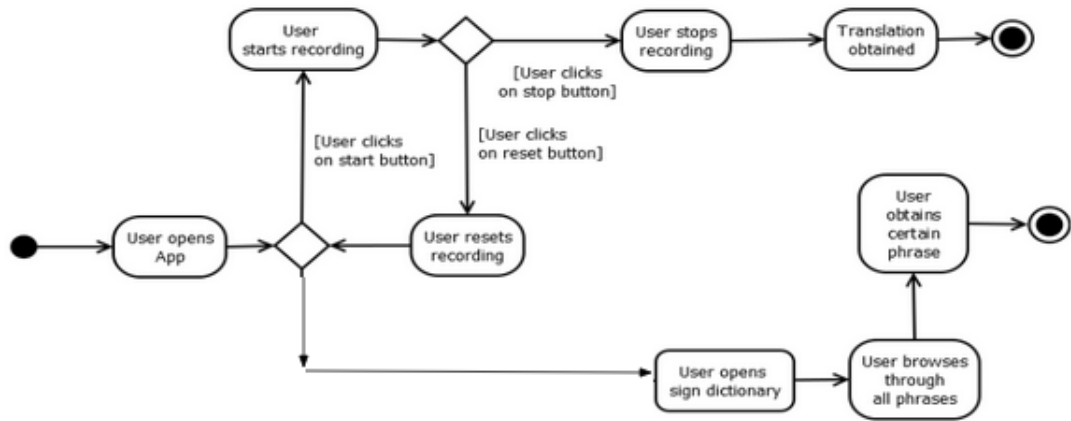 User
starts recording
User stops
recording
Translation
obtained
[User clicks
on stop button]
[User clicks
on start button]
[User clicks
on reset button]
User opens
App
User resets
recording
User
obtains
certain
phrase
User opens
sign dictionary
User browses
through
all phrases